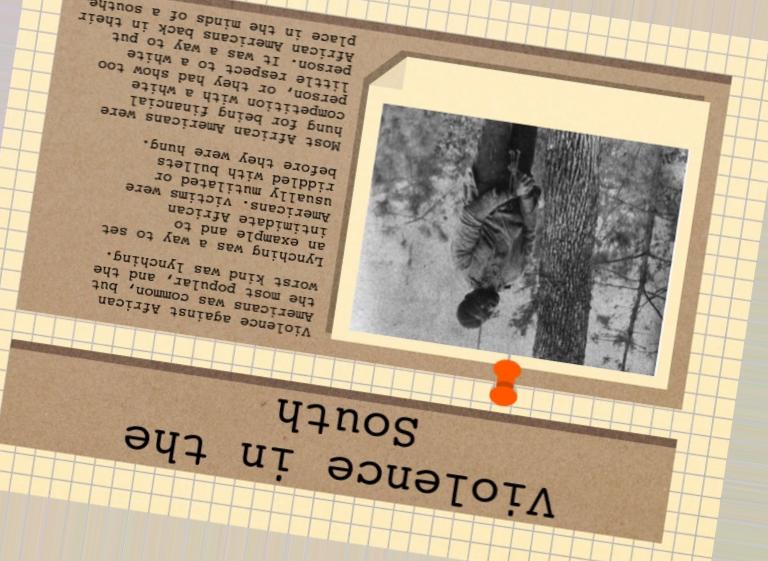 Violence in the
South
Violence against African
Americans was common, but
the most popular, and the
worst kind was lynching.
Lynching was a way to set
an example and to
intimidate African
Americans. victims were
usually mutilated or
riddled with bullets
before they were hung.
Most African Americans were
hung for being financial
competition with a white
person, or they had show too
little respect to a white
person. It was a way to put
African Americans back in their
place in the minds of a south